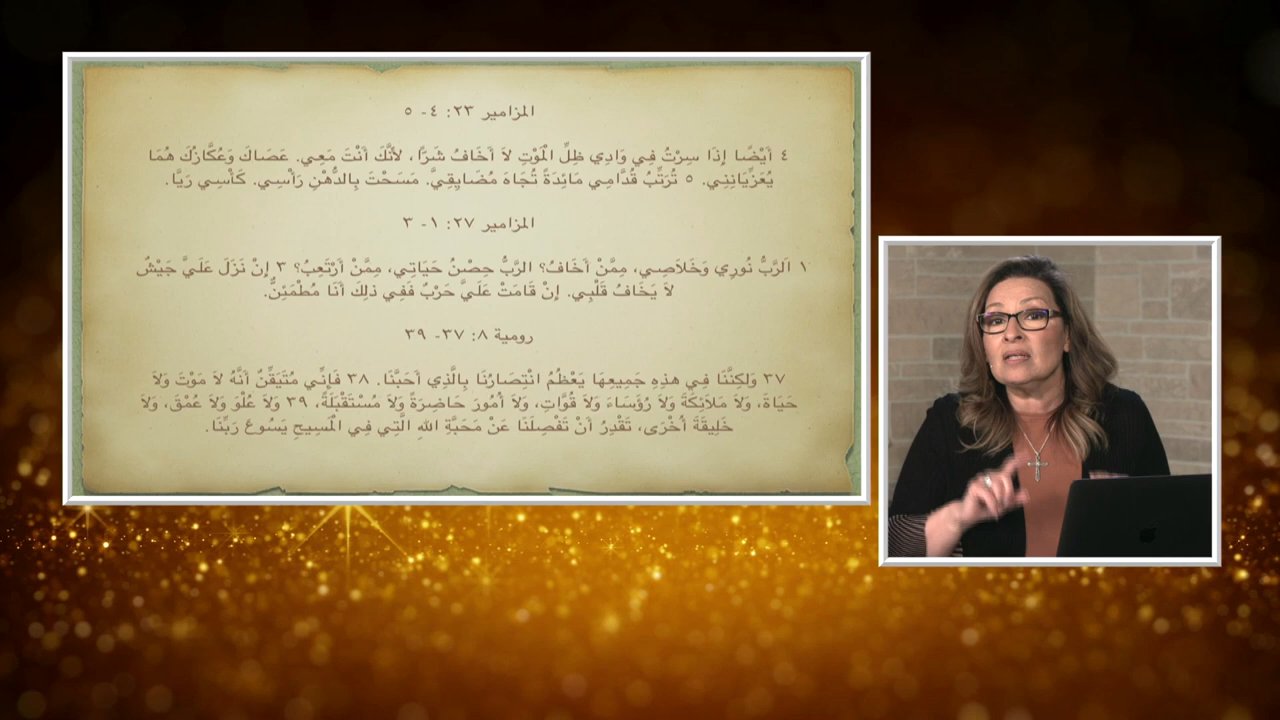 المزامير ٢٣: ٤- ٥
٤ أَيْضًا إِذَا سِرْتُ فِي وَادِي ظِلِّ الْمَوْتِ لاَ أَخَافُ شَرًّا، لأَنَّكَ أَنْتَ مَعِي. عَصَاكَ وَعُكَّازُكَ هُمَا
يُعَزِّيَانِنِي. ٥ تُرَتِّبُ قُدَّامِي مَائِدَةً تُجَاهَ مُضَايِقِيَّ. مَسَحْتَ بِالدُّهْنِ رَأْسِي. كَأْسِي رَيَّا.
المزامير ٢٧: ١- ٣
١ اَلرَّبُّ نُورِي وَخَلاَصِي، مِمَّنْ أَخَافُ؟ الرَّبُّ حِصْنُ حَيَاتِي، مِمَّنْ أَرْتَعِبُ؟ ٣ إِنْ نَزَلَ عَلَيَّ جَيْشٌ
لاَ يَخَافُ قَلْبِي. إِنْ قَامَتْ عَلَيَّ حَرْبٌ فَفِي ذلِكَ أَنَا مُطْمَئِنٌّ.
رومية ٨: ٣٧- ٣٩
٣٧ وَلكِنَّنَا فِي هذِهِ جَمِيعِهَا يَعْظُمُ انْتِصَارُنَا بِالَّذِي أَحَبَّنَا. ٣٨ فَإِنِّي مُتَيَقِّنٌ أَنَّهُ لاَ مَوْتَ وَلاَ
حَيَاةَ، وَلاَ مَلاَئِكَةَ وَلاَ رُؤَسَاءَ وَلاَ قُوَّاتِ، وَلاَ أُمُورَ حَاضِرَةً وَلاَ مُسْتَقْبَلَةً، ٣٩ وَلاَ عُلْوَ وَلاَ عُمْقَ، وَلاَ
خَلِيقَةَ أُخْرَى، تَقْدِرُ أَنْ تَفْصِلَنَا عَنْ مَحَبَّةِ اللهِ الَّتِي فِي الْمَسِيحِ يَسُوعَ رَبِّنَا.